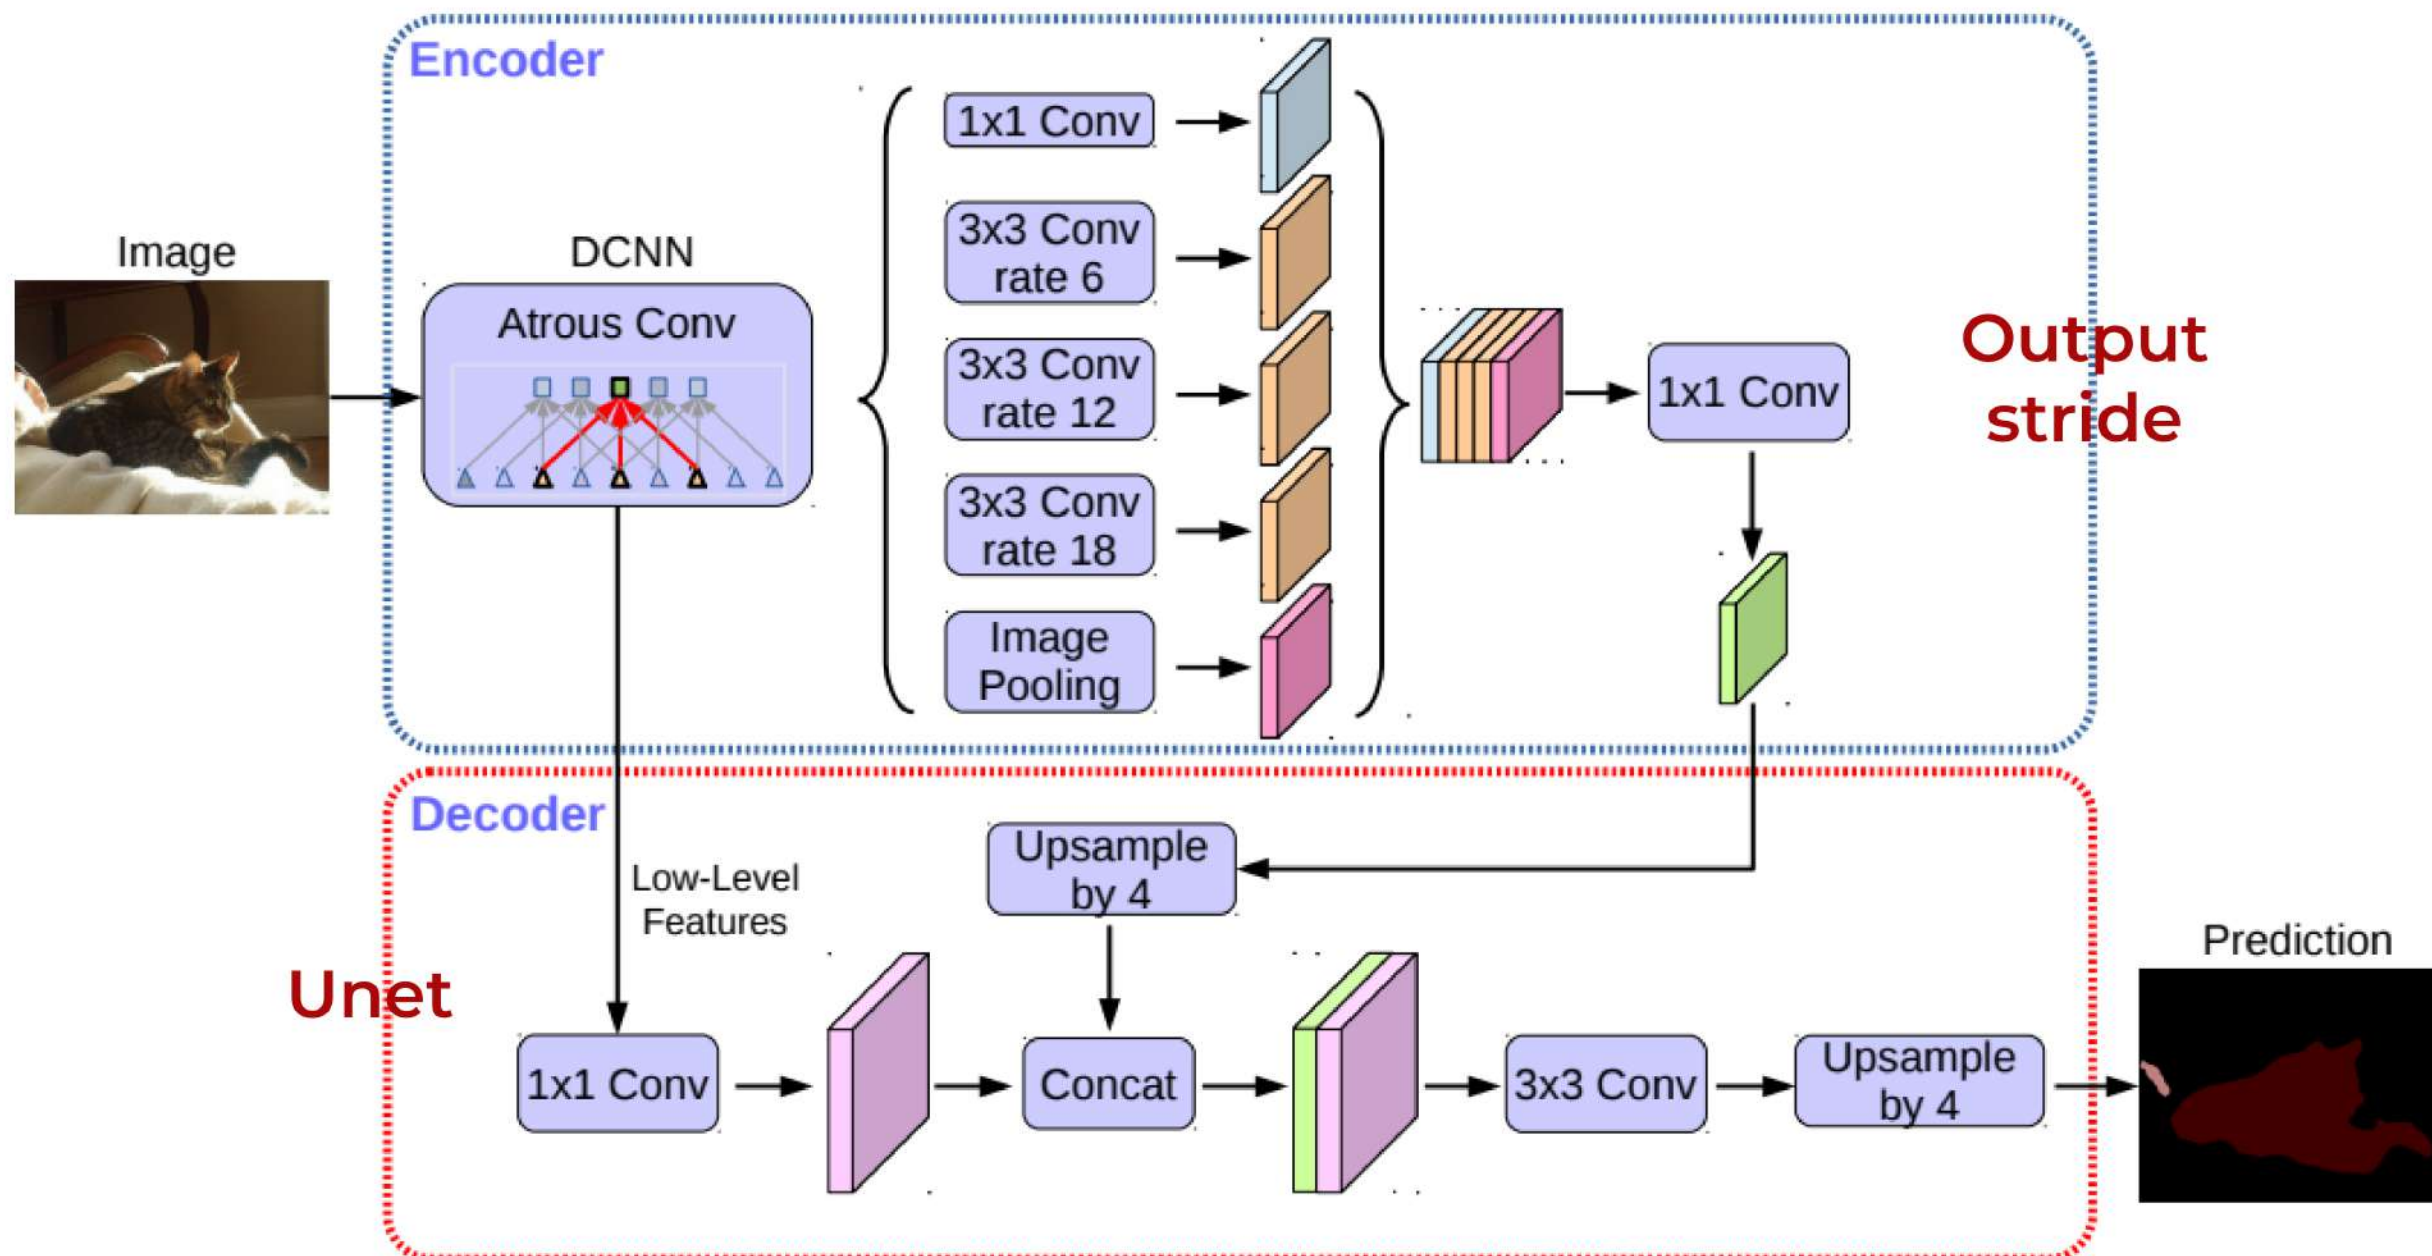 Encoder
1x1 Conv
Image
DCNN
3x3 Conv
rate 6
Atrous Conv
3x3 Conv
rate 12
1x1 Conv
Output
stride
3x3 Conv
rate 18
Image
Pooling
Decoder
Upsample
by 4
Low-Level
Features
Unet
Prediction
1x1 Conv
Concat
3x3 Conv
Upsample
by 4